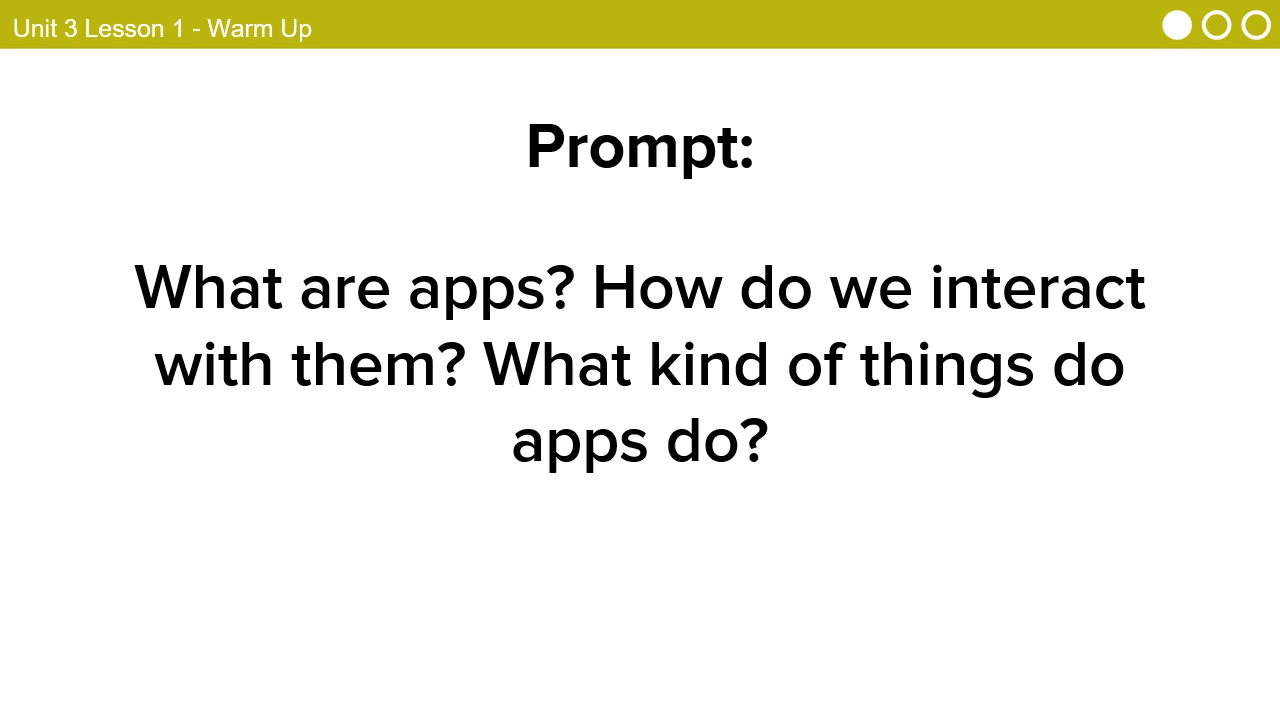 Unit 3 Lesson 1 - Warm Up
Prompt:
What are apps? How do we interact
with them? What kind of things do
apps do?